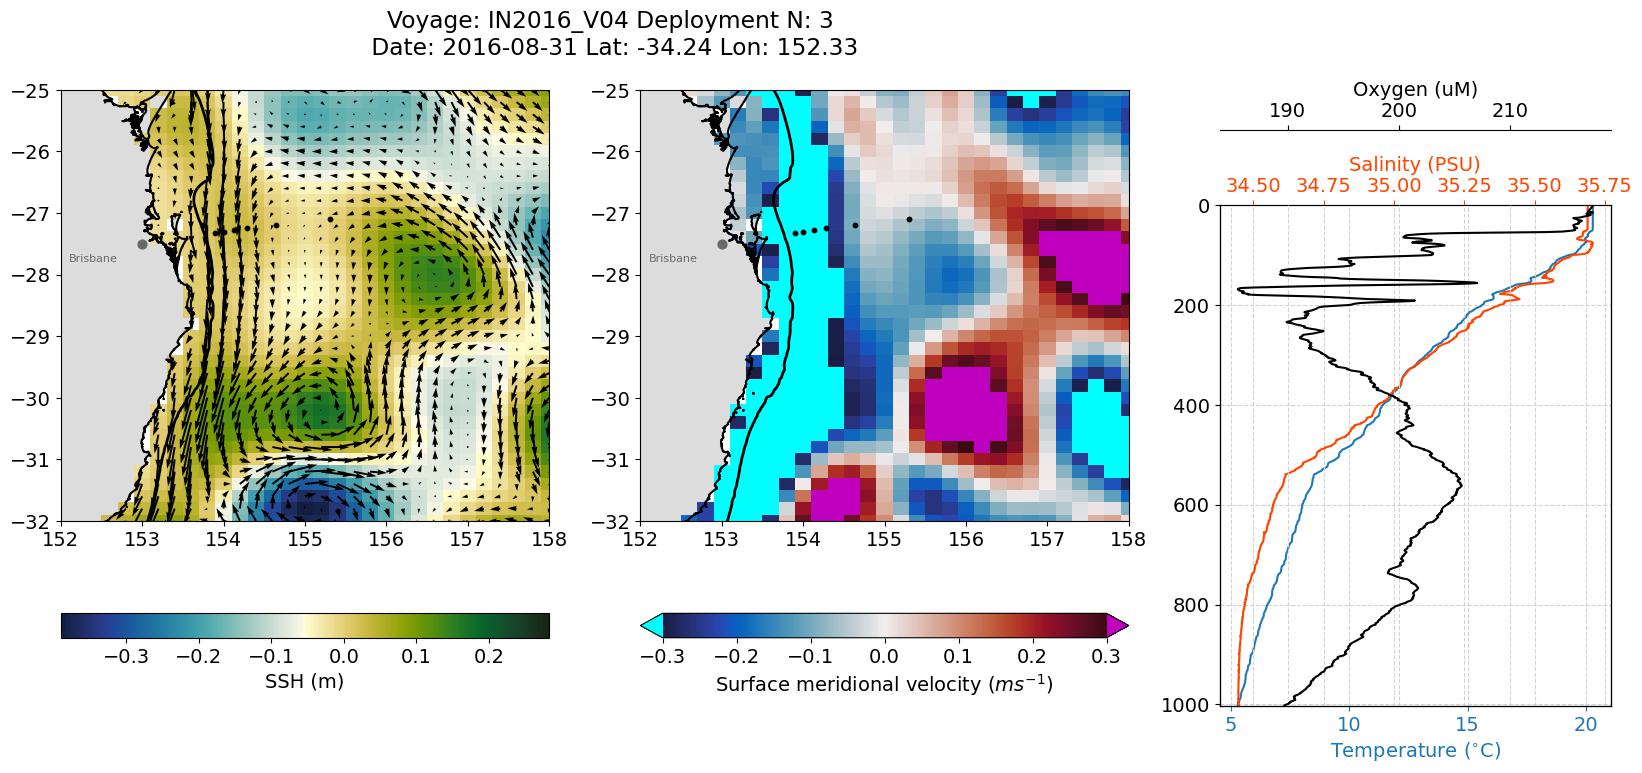 Voyage: IN2016_V04 Deployment N: 3
Date: 2016-08-31 Lat: -34.24 Lon: 152.33
−25
−26
−27
−28
−29
−30
−31
−32
152 153 154 155 156 157 158
Brisbane
−0.3 −0.2 −0.1 0.0 0.1 0.2
SSH (m)
−25
−26
−27
−28
−29
−30
−31
−32
152 153 154 155 156 157 158
Brisbane
−0.3 −0.2 −0.1 0.0 0.1 0.2 0.3
Surface meridional velocity (ms⁻¹)
Oxygen (uM)
190 200 210
Salinity (PSU)
34.50 34.75 35.00 35.25 35.50 35.75
0
200
400
600
800
1000
5 10 15 20
Temperature (°C)